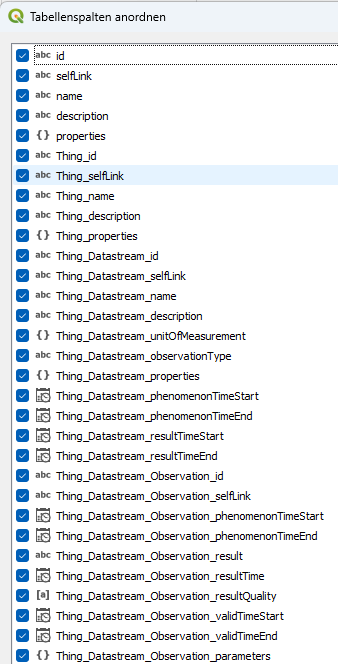 Tabellenspalten anordnen
abc id
abc selfLink
abc name
abc description
{} properties
abc Thing_id
abc Thing_selfLink
abc Thing_name
abc Thing_description
{} Thing_properties
abc Thing_Datastream_id
abc Thing_Datastream_selfLink
abc Thing_Datastream_name
abc Thing_Datastream_description
{} Thing_Datastream_unitOfMeasurement
abc Thing_Datastream_observationType
{} Thing_Datastream_properties
Thing_Datastream_phenomenonTimeStart
Thing_Datastream_phenomenonTimeEnd
Thing_Datastream_resultTimeStart
Thing_Datastream_resultTimeEnd
abc Thing_Datastream_Observation_id
abc Thing_Datastream_Observation_selfLink
Thing_Datastream_Observation_phenomenonTimeStart
Thing_Datastream_Observation_phenomenonTimeEnd
abc Thing_Datastream_Observation_result
Thing_Datastream_Observation_resultTime
[a] Thing_Datastream_Observation_resultQuality
Thing_Datastream_Observation_validTimeStart
Thing_Datastream_Observation_validTimeEnd
{} Thing_Datastream_Observation_parameters